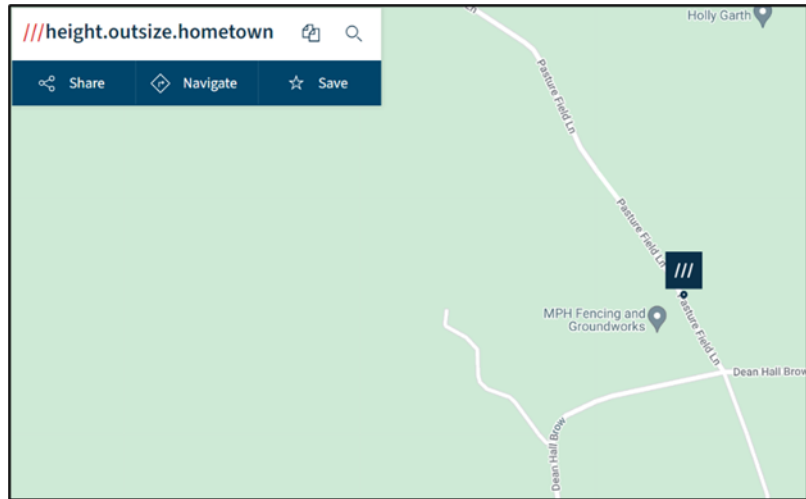 ///height.outsize.hometown
Share
Navigate
Save
Ln
Holly Garth
Pasture Field Ln
Pasture Field Ln
///
MPH Fencing and
Groundworks
Pasture Field Ln
Dean Hall Brow
Dean Hall Brow